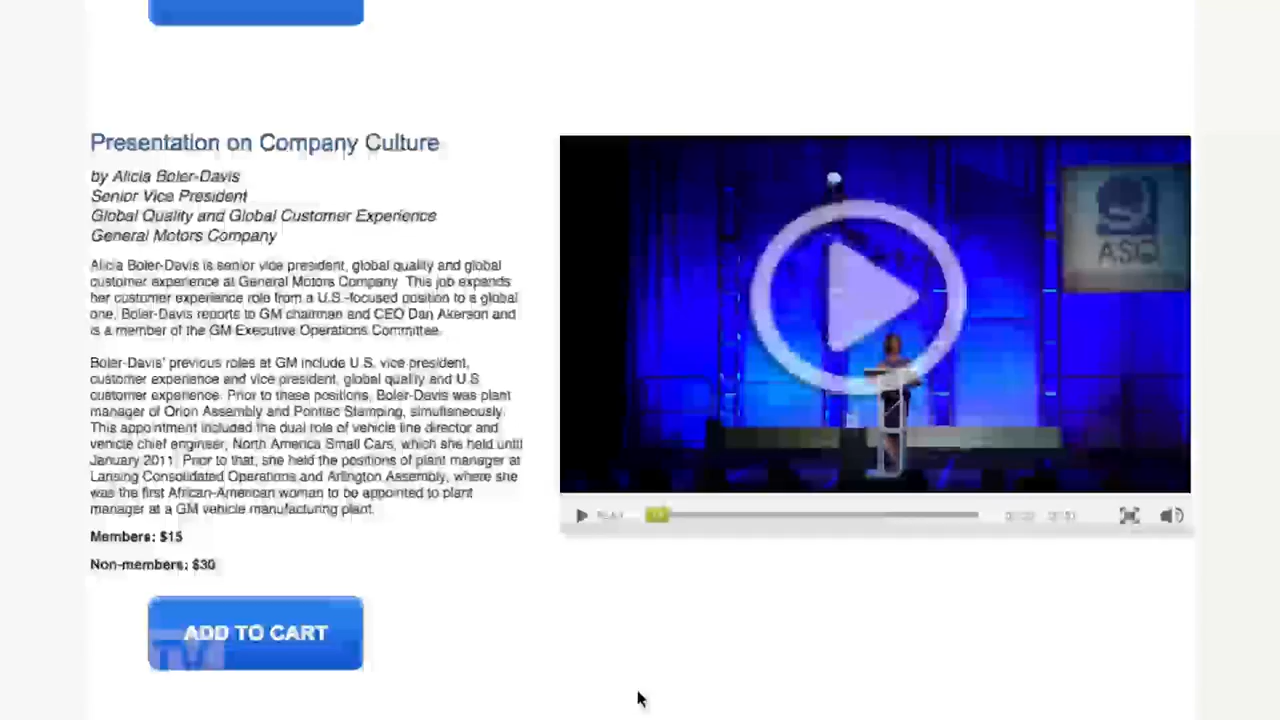 Presentation on Company Culture
by Alicia Boler-Davis
Senior Vice President
Global Quality and Global Customer Experience
General Motors Company
Alicia Boler-Davis is senior vice president, global quality and global
customer experience at General Motors Company. This job expands
her customer experience role from a U.S.-focused position to a global
one. Boler-Davis reports to GM chairman and CEO Dan Akerson and
is a member of the GM Executive Operations Committee.
Boler-Davis' previous roles at GM include U.S. vice president,
customer experience and vice president, global quality and U.S
customer experience. Prior to these positions, Boler-Davis was plant
manager of Orion Assembly and Pontiac Stamping, simultaneously.
This appointment included the dual role of vehicle line director and
vehicle chief engineer, North America Small Cars, which she held until
January 2011. Prior to that, she held the positions of plant manager at
Lansing Consolidated Operations and Arlington Assembly, where she
was the first African-American woman to be appointed to plant
manager at a GM vehicle manufacturing plant.
Members: $15
Non-members: $30
ADD TO CART
TM
ASQ
PLAY